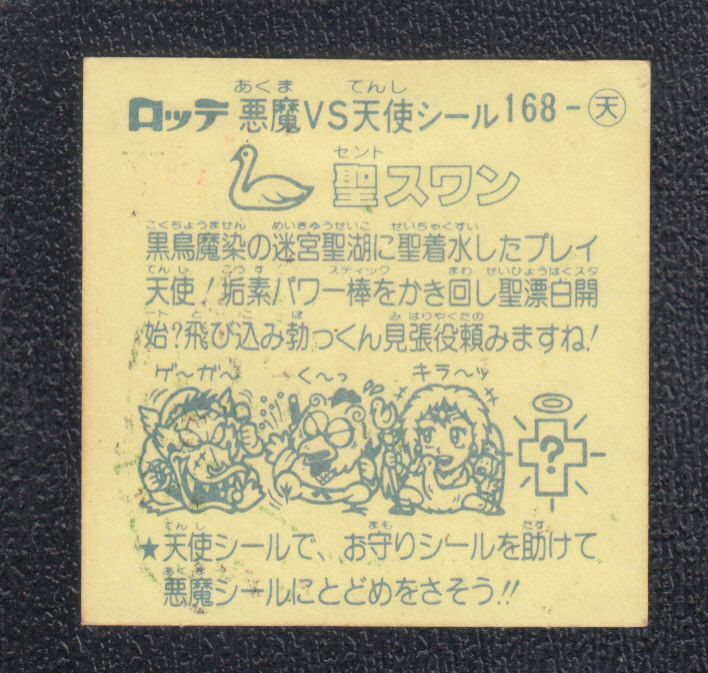 あくま てんし
ロッテ 悪魔VS天使シール168-天
セント
聖スワン
こくちょうません めいきゅうせいこ せいちゃくすい
黒鳥魔染の迷宮聖湖に聖着水したプレイ
てんし こうす スティック まわ せいひょうはくスタ
天使!垢素パワー棒をかき回し聖漂白開
ート と こ ぼ み はりやくたの
始?飛び込み勃っくん見張役頼みますね!
ゲ〜ガ〜 く〜っ キラ〜ッ
?
てんし まも たす
★天使シールで、お守りシールを助けて
あくま
悪魔シールにとどめをさそう!!